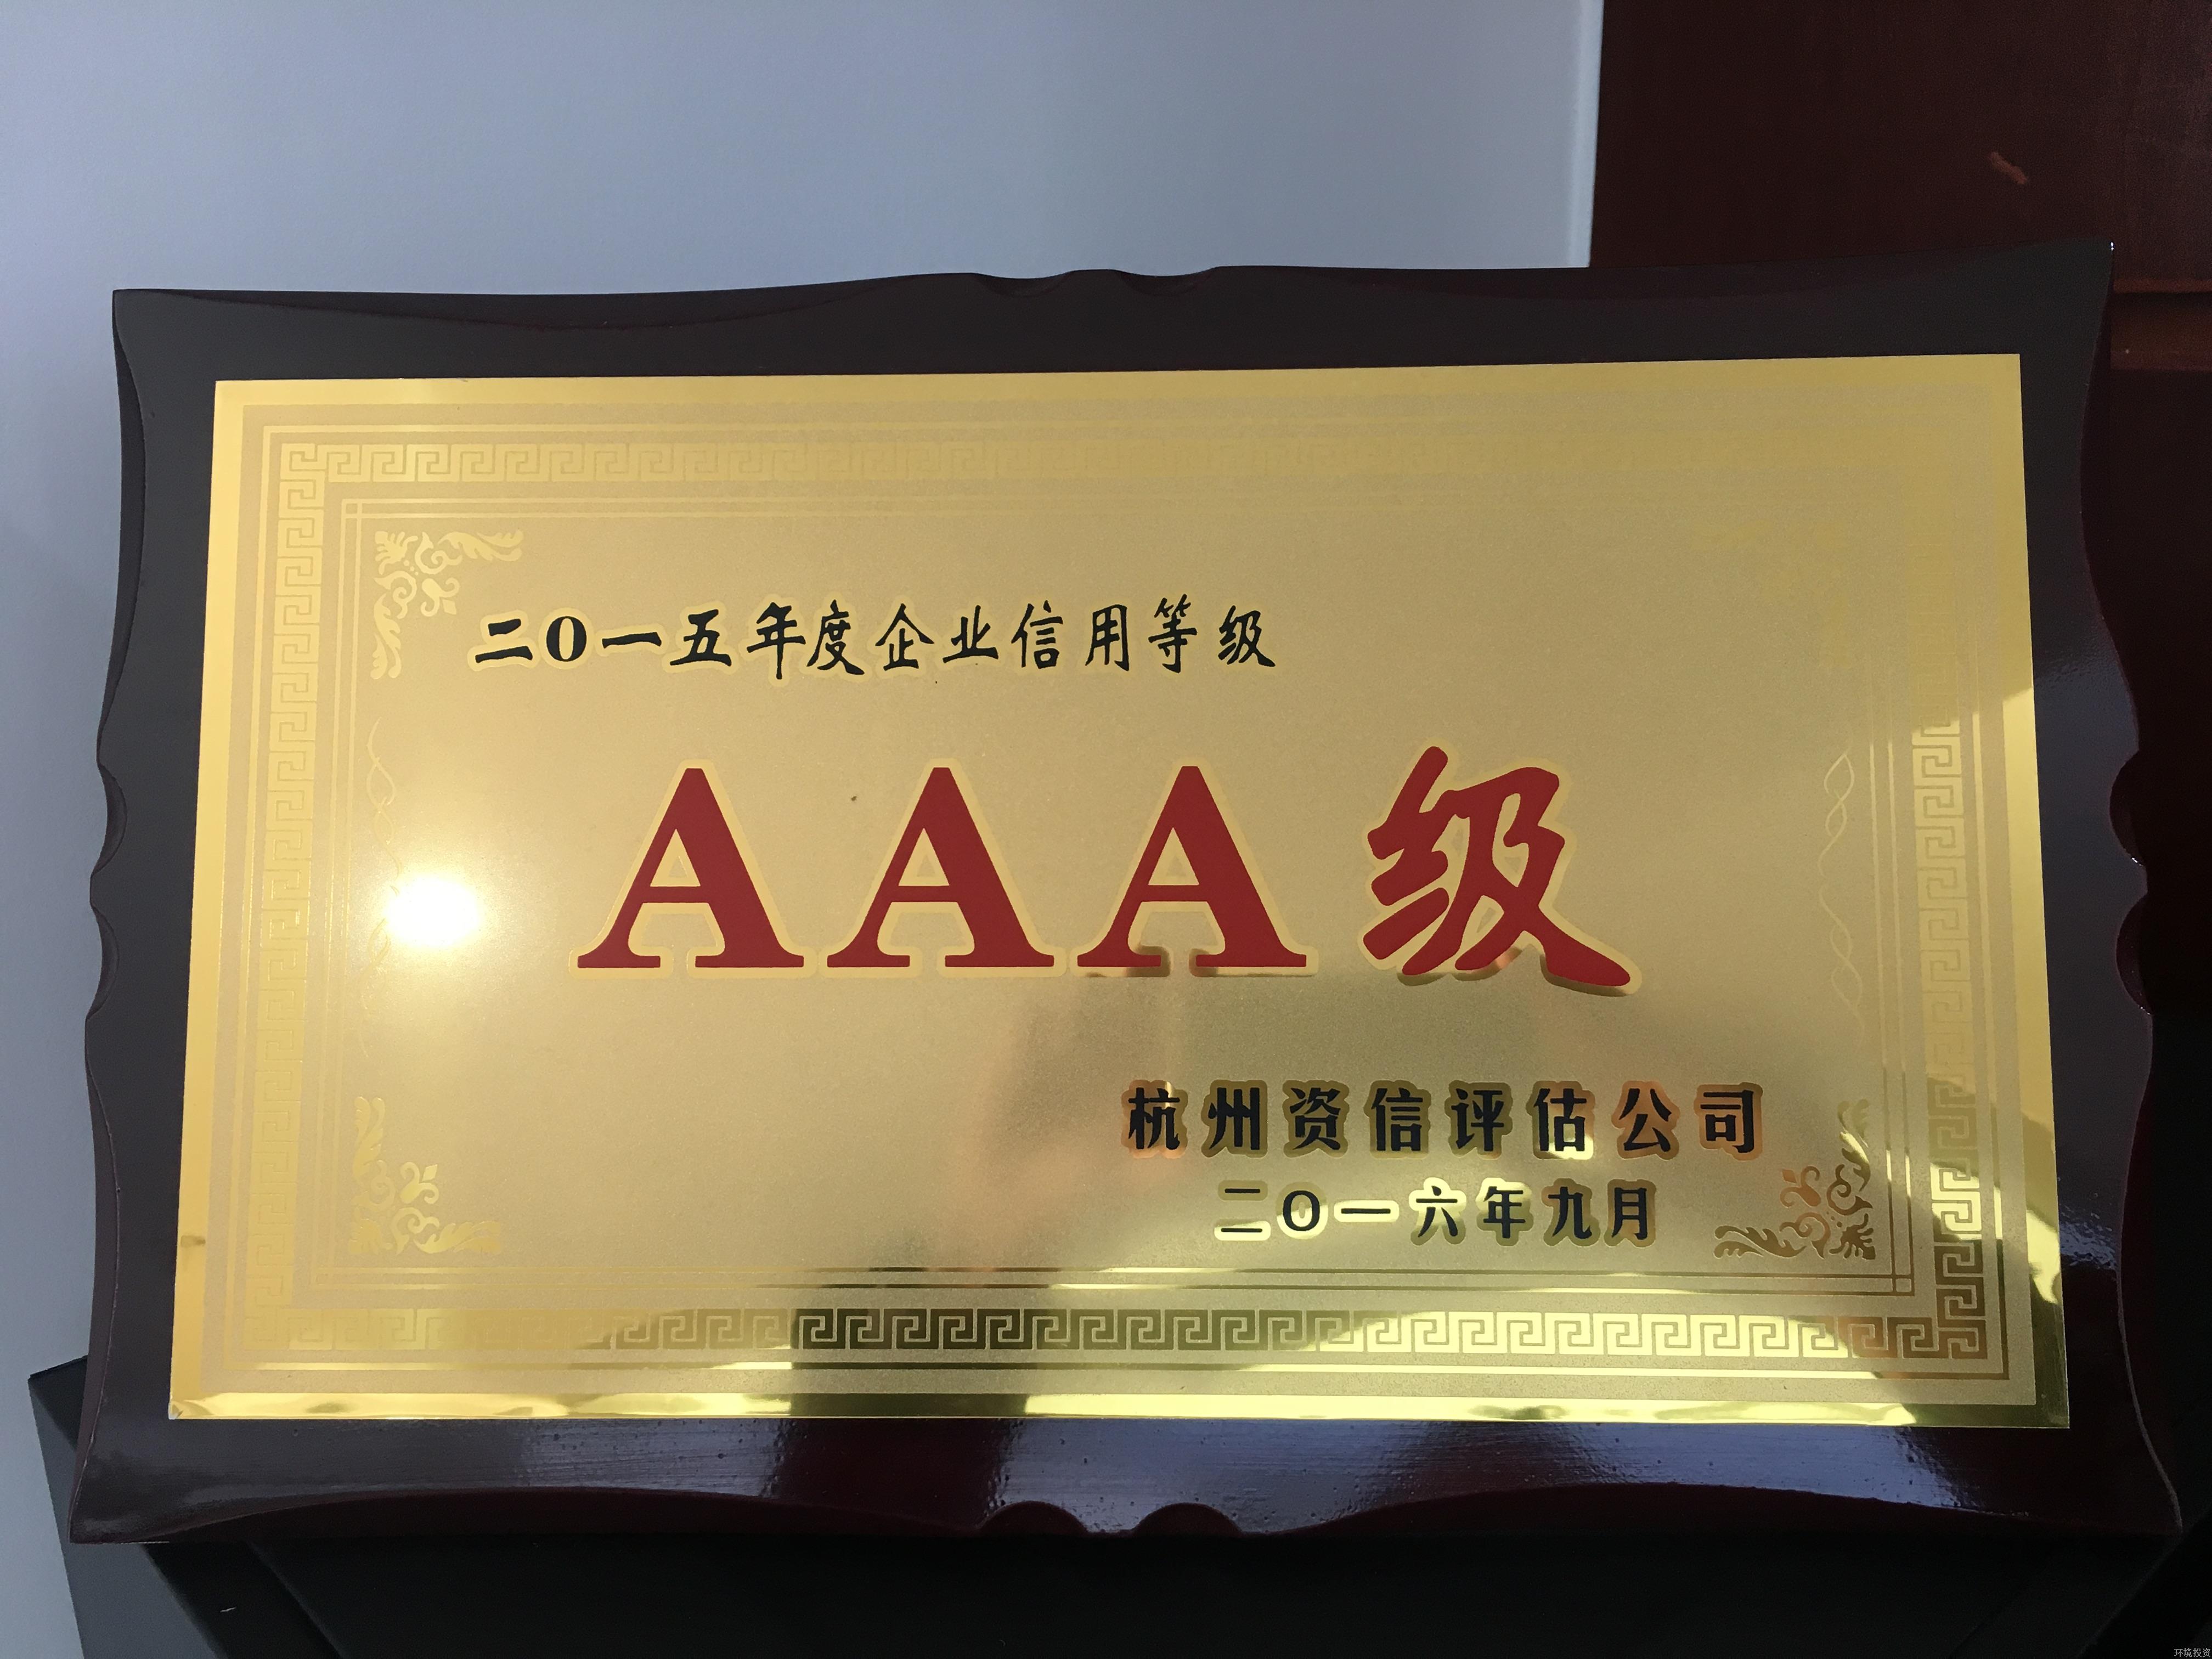 二〇一五年度企业信用等级
AAA级
杭州资信评估公司
二〇一六年九月
环境投资